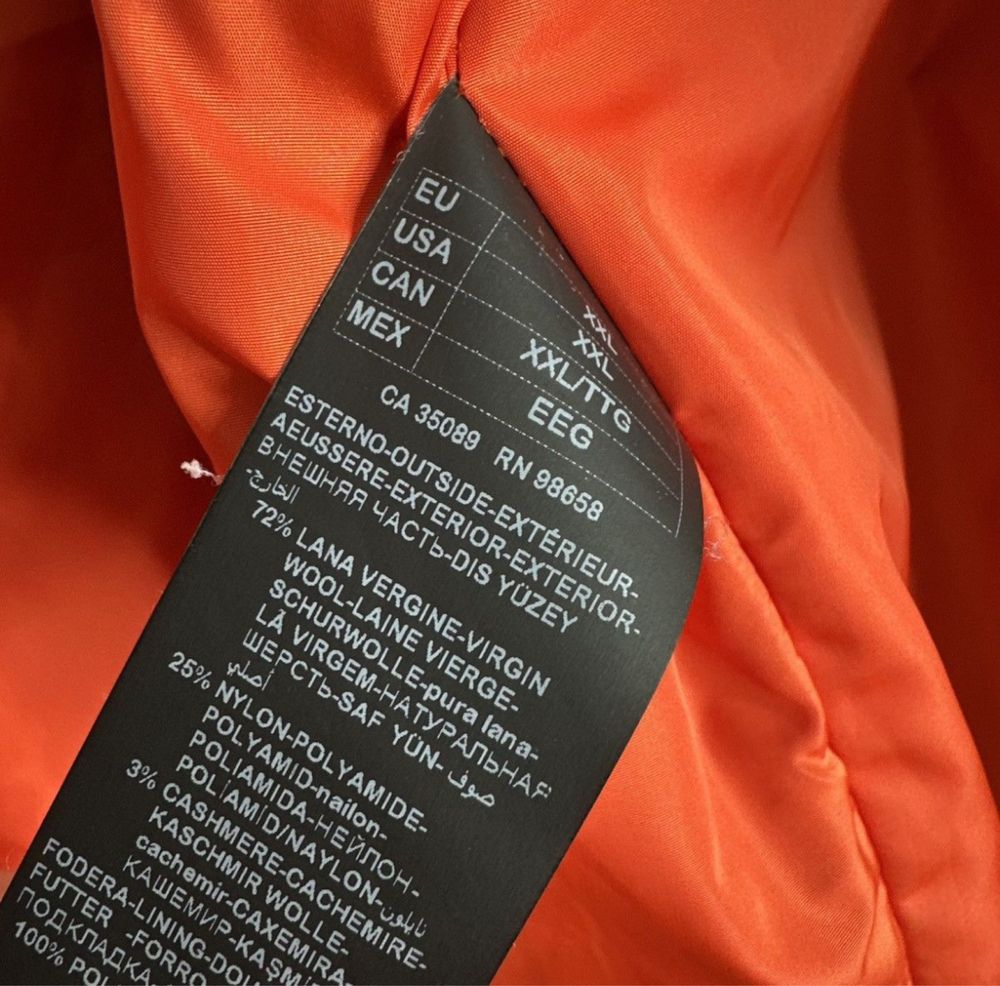 EU XXL
USA XXL
CAN XXL/TTG
MEX EEG
CA 35089 RN 98658
ESTERNO-OUTSIDE-EXTÉRIEUR-
AEUSSERE-EXTERIOR-EXTERIOR-
ВНЕШНЯЯ ЧАСТЬ-DIS YÜZEY
الخارج-
72% LANA VERGINE-VIRGIN
WOOL-LAINE VIERGE-
SCHURWOLLE-pura lana-
LÃ VIRGEM-НАТУРАЛЬНАЯ
ШЕРСТЬ-SAF YÜN- صوف
أصلي
25% NYLON-POLYAMIDE-
POLYAMID-nailon-
POLIAMIDA-НЕЙЛОН-
POLİAMİD/NAYLON-نايلون
3% CASHMERE-CACHEMIRE-
KASCHMIR WOLLE-
cachemir-CAXEMIRA-
КАШЕМИР-KAŞMİR
FODERA-LINING-
FUTTER -FORRO
ПОДКЛАДКА
100%